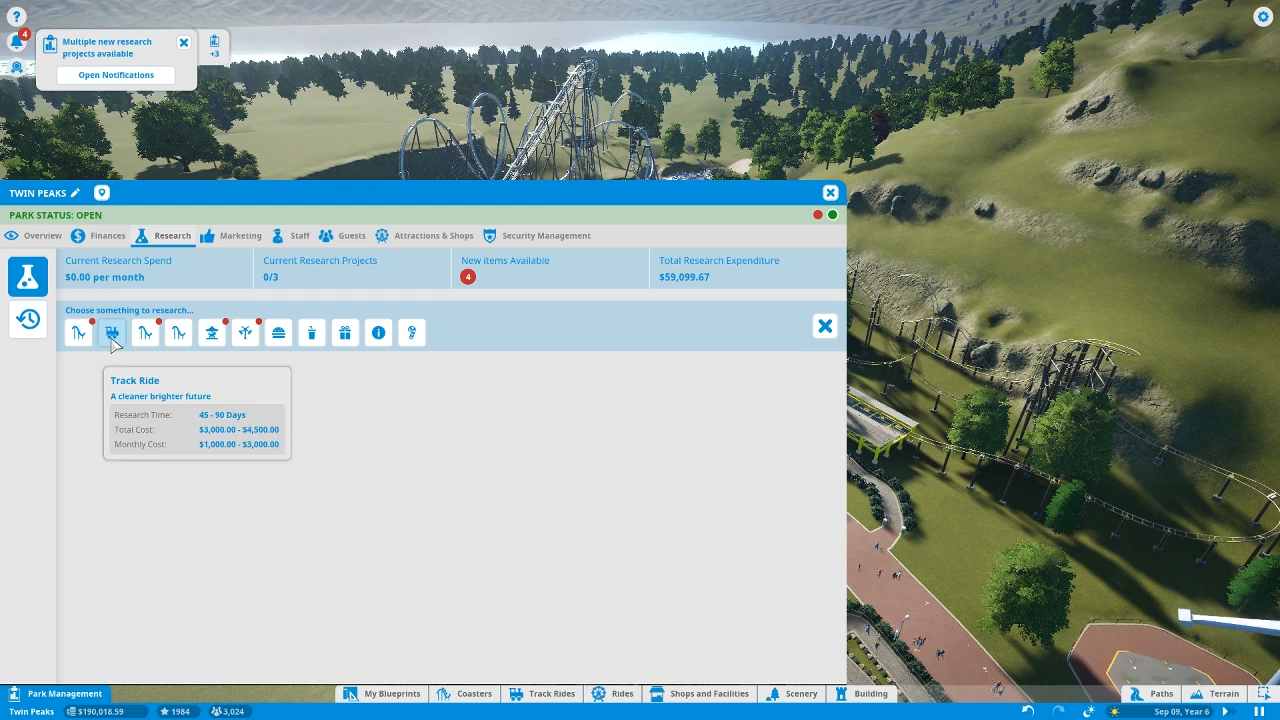 ?
4
Multiple new research
projects available
+3
Open Notifications
TWIN PEAKS
PARK STATUS: OPEN
Overview
Finances
Research
Marketing
Staff
Guests
Attractions & Shops
Security Management
Current Research Spend
$0.00 per month
Current Research Projects
0/3
New items Available
4
Total Research Expenditure
$59,099.67
Choose something to research...
Track Ride
A cleaner brighter future
Research Time: 45 - 90 Days
Total Cost: $3,000.00 - $4,500.00
Monthly Cost: $1,000.00 - $3,000.00
Park Management
My Blueprints
Coasters
Track Rides
Rides
Shops and Facilities
Scenery
Building
Paths
Terrain
Twin Peaks
$190,018.59
1984
3,024
Sep 09, Year 6